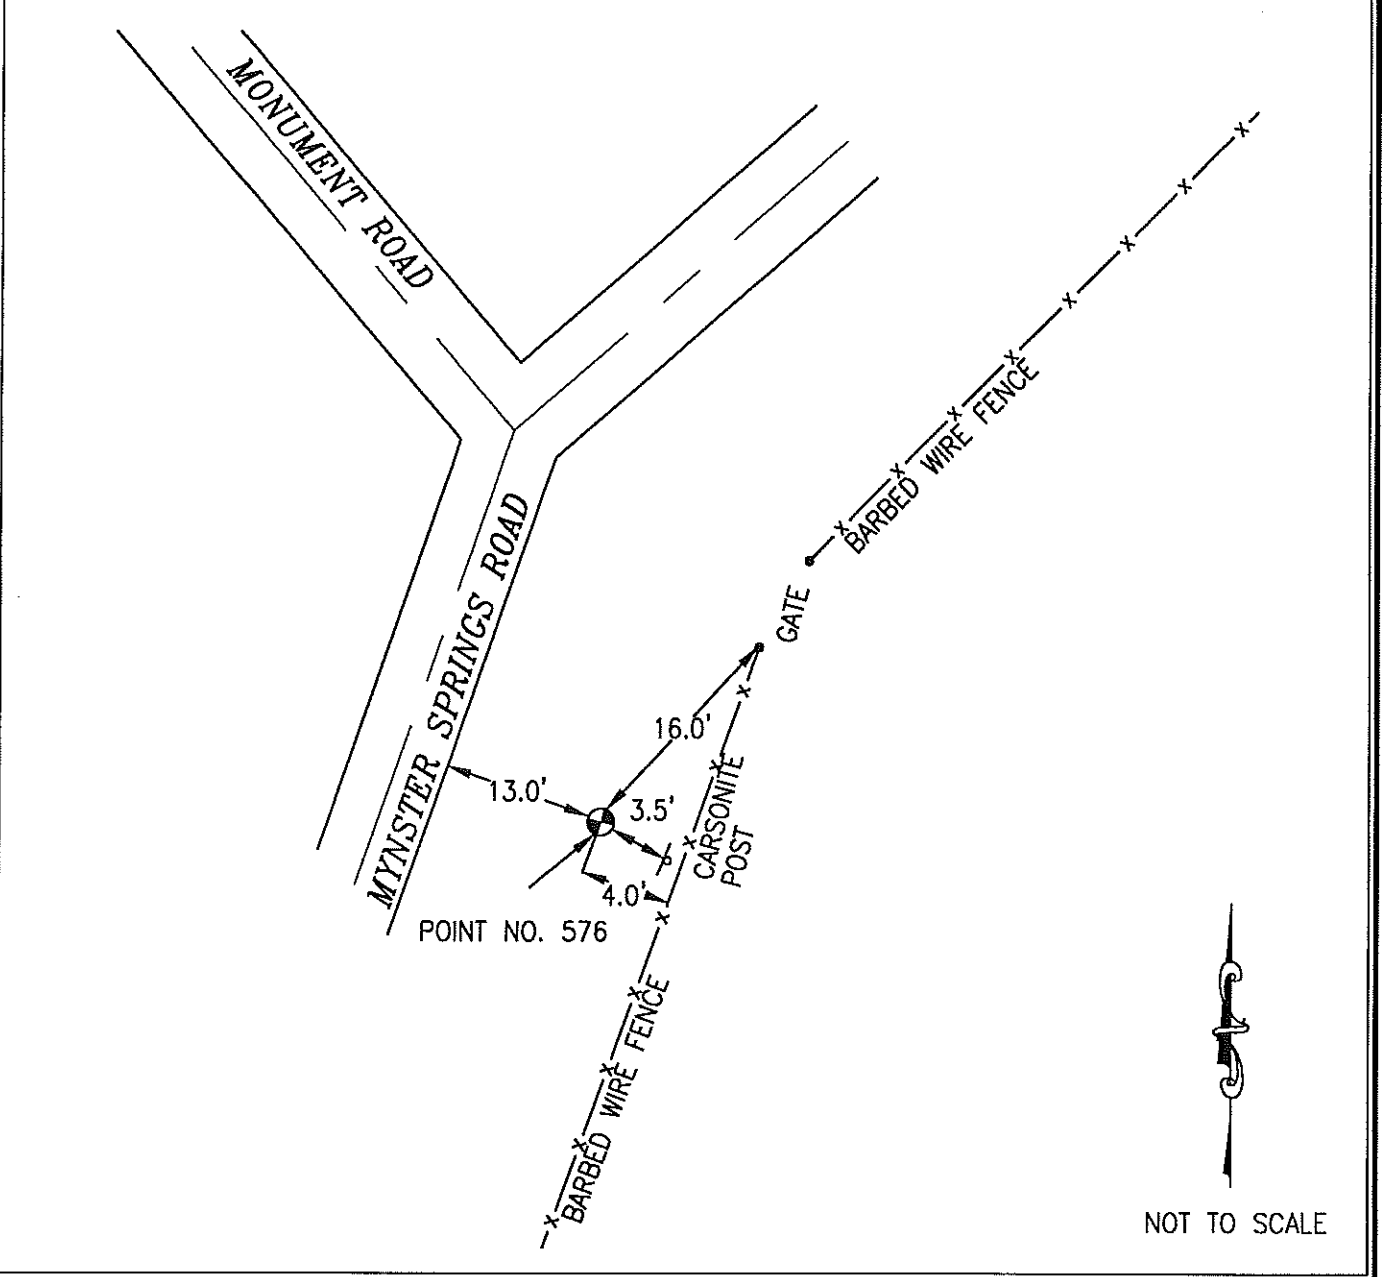 MONUMENT ROAD
BARBED WIRE FENCE
MYNSTER SPRINGS ROAD
GATE
16.0'
13.0'
3.5'
CARSONITE
POST
4.0'
POINT NO. 576
BARBED WIRE FENCE
NOT TO SCALE